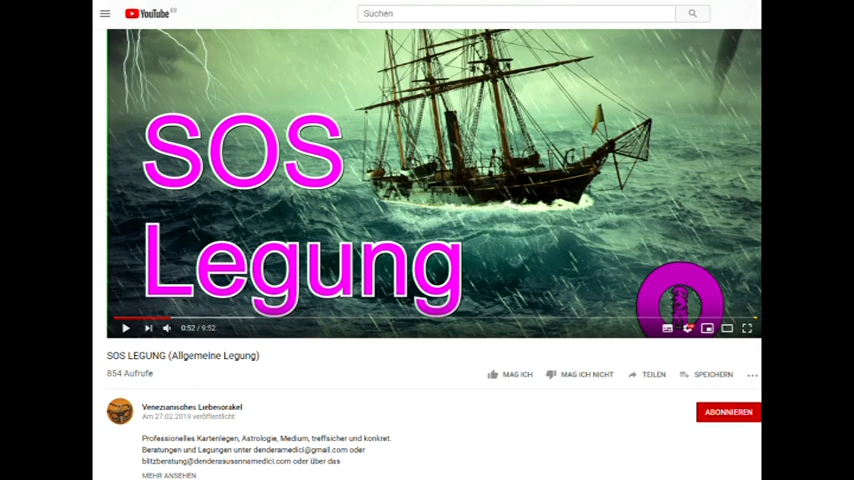 YouTube
Suchen
SOS
Legung
0:52 / 9:52
SOS LEGUNG (Allgemeine Legung)
854 Aufrufe
MAG ICH
MAG ICH NICHT
TEILEN
SPEICHERN
Venezianisches Liebesorakel
Am 27.02.2019 veröffentlicht
ABONNIEREN
Professionelles Kartenlegen, Astrologie, Medium, treffsicher und konkret.
Beratungen und Legungen unter denderamedici@gmail.com oder
blitzberatung@denderasusannamedici.com oder über das
MEHR ANSEHEN